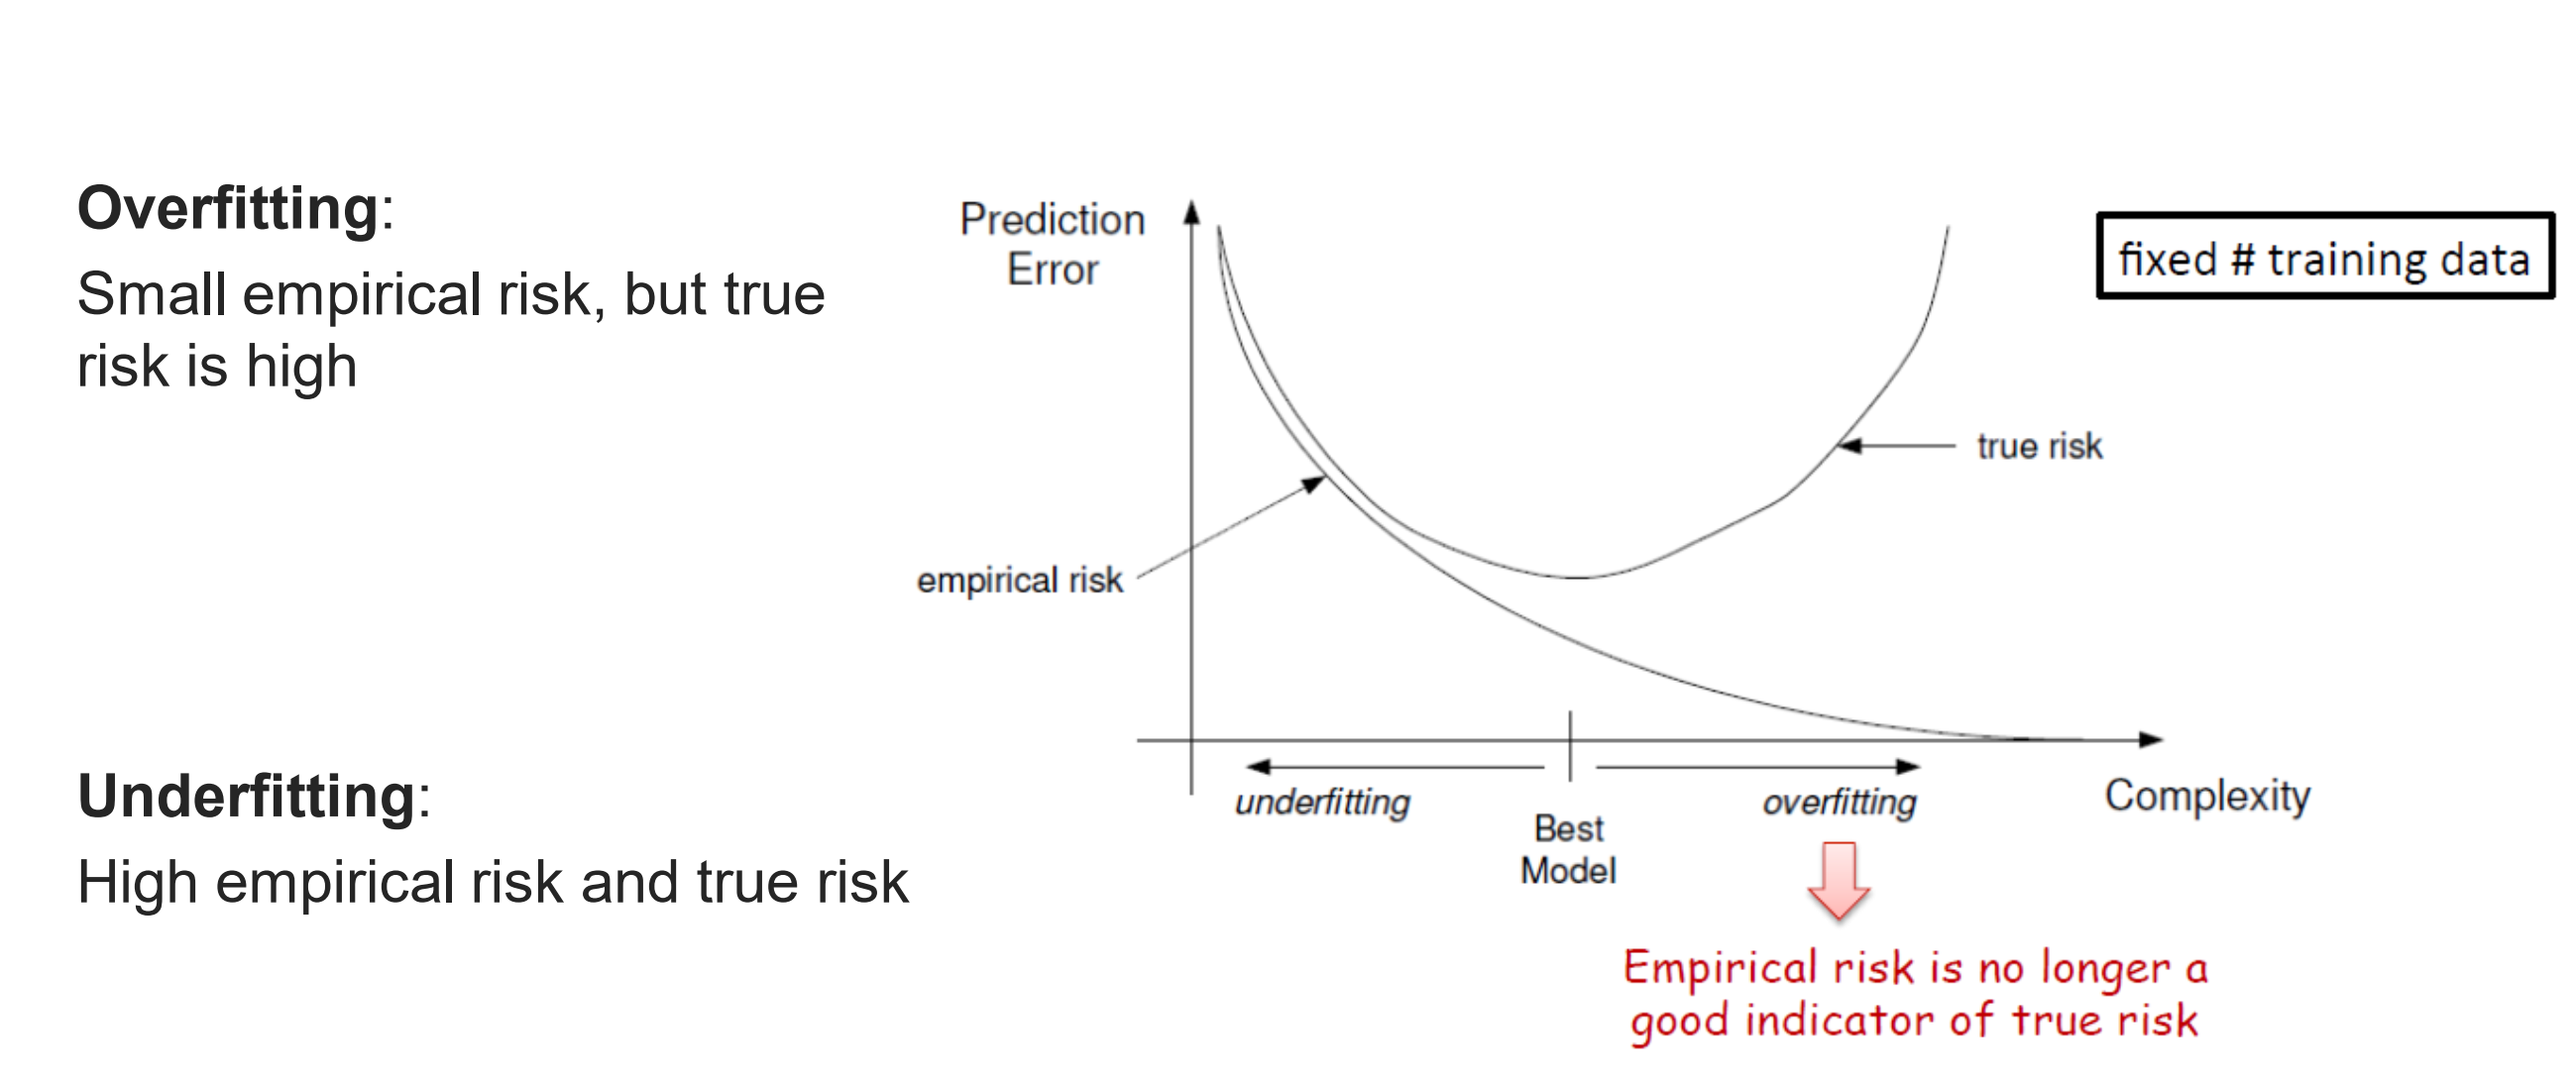 Overfitting:
Small empirical risk, but true
risk is high
Underfitting:
High empirical risk and true risk
Prediction
Error
fixed # training data
true risk
empirical risk
underfitting
overfitting
Best
Model
Complexity
Empirical risk is no longer a
good indicator of true risk